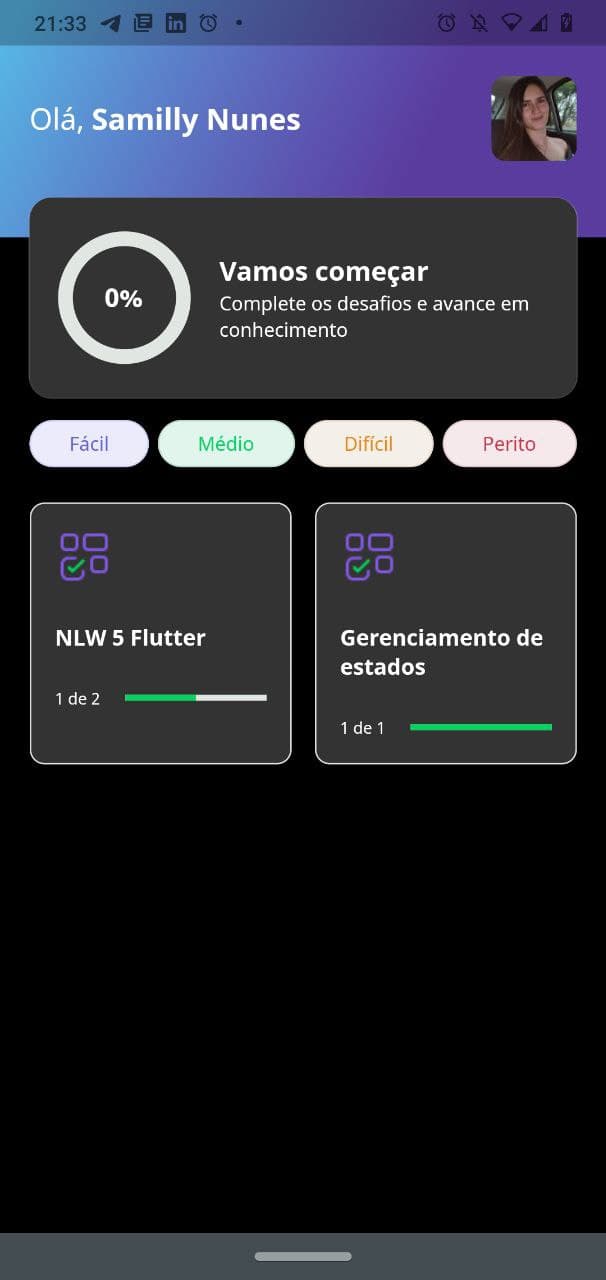 21:33
Olá, Samilly Nunes
0%
Vamos começar
Complete os desafios e avance em
conhecimento
Fácil
Médio
Difícil
Perito
NLW 5 Flutter
1 de 2
Gerenciamento de
estados
1 de 1